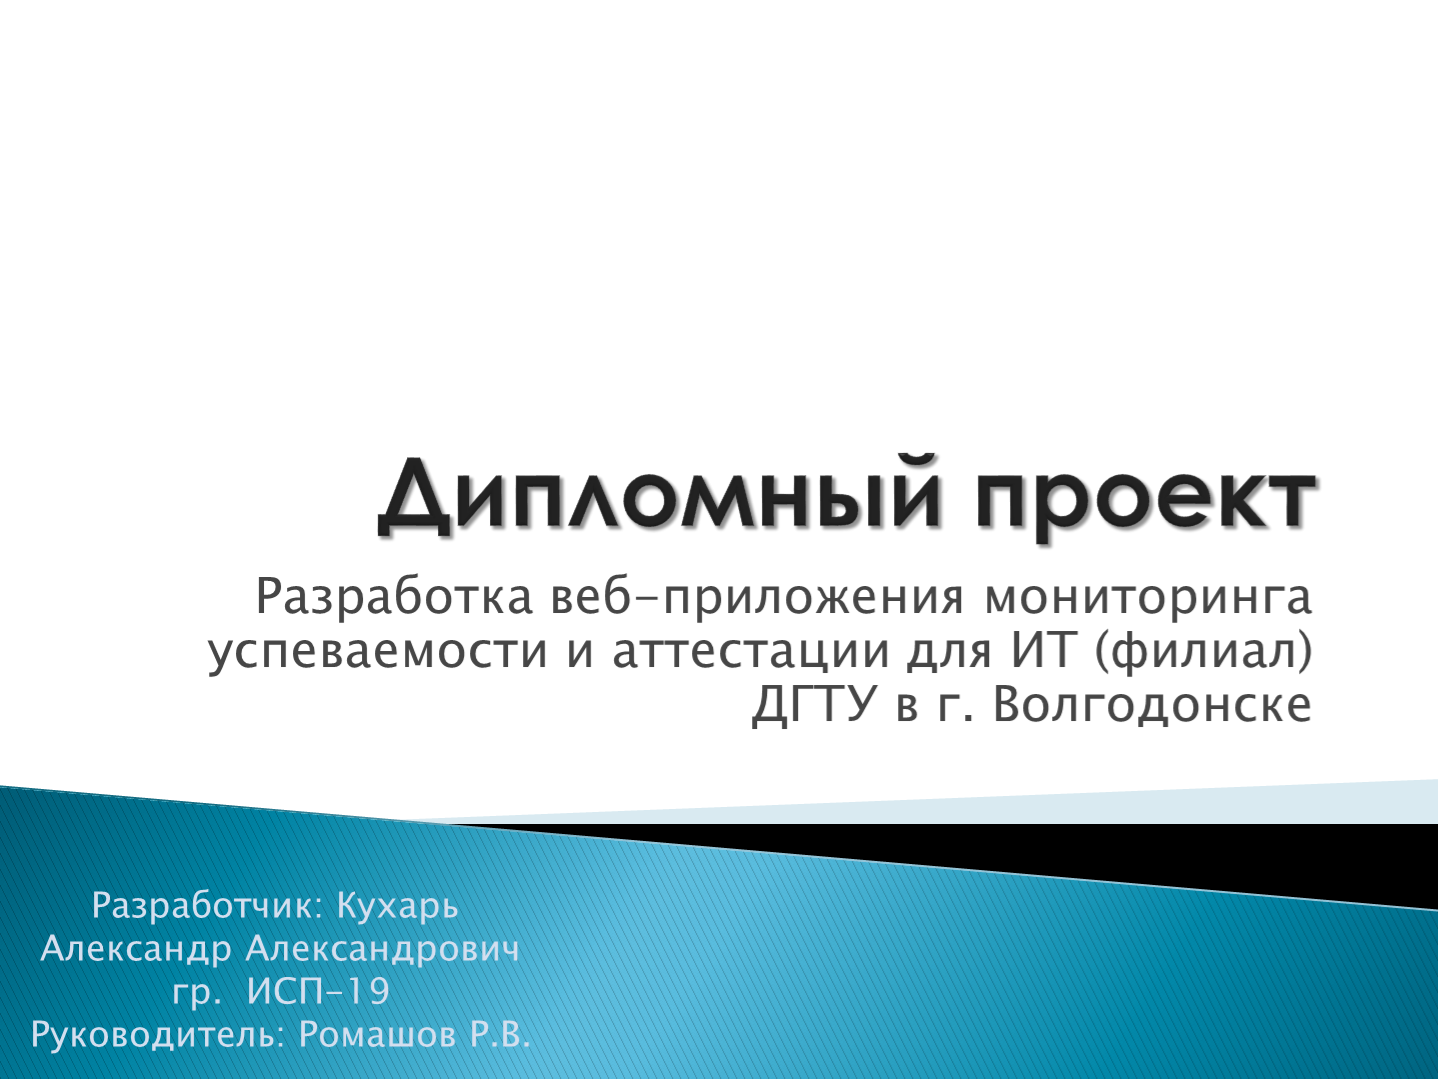 Дипломный проект
Разработка веб-приложения мониторинга
успеваемости и аттестации для ИТ (филиал)
ДГТУ в г. Волгодонске
Разработчик: Кухарь
Александр Александрович
гр.  ИСП-19
Руководитель: Ромашов Р.В.